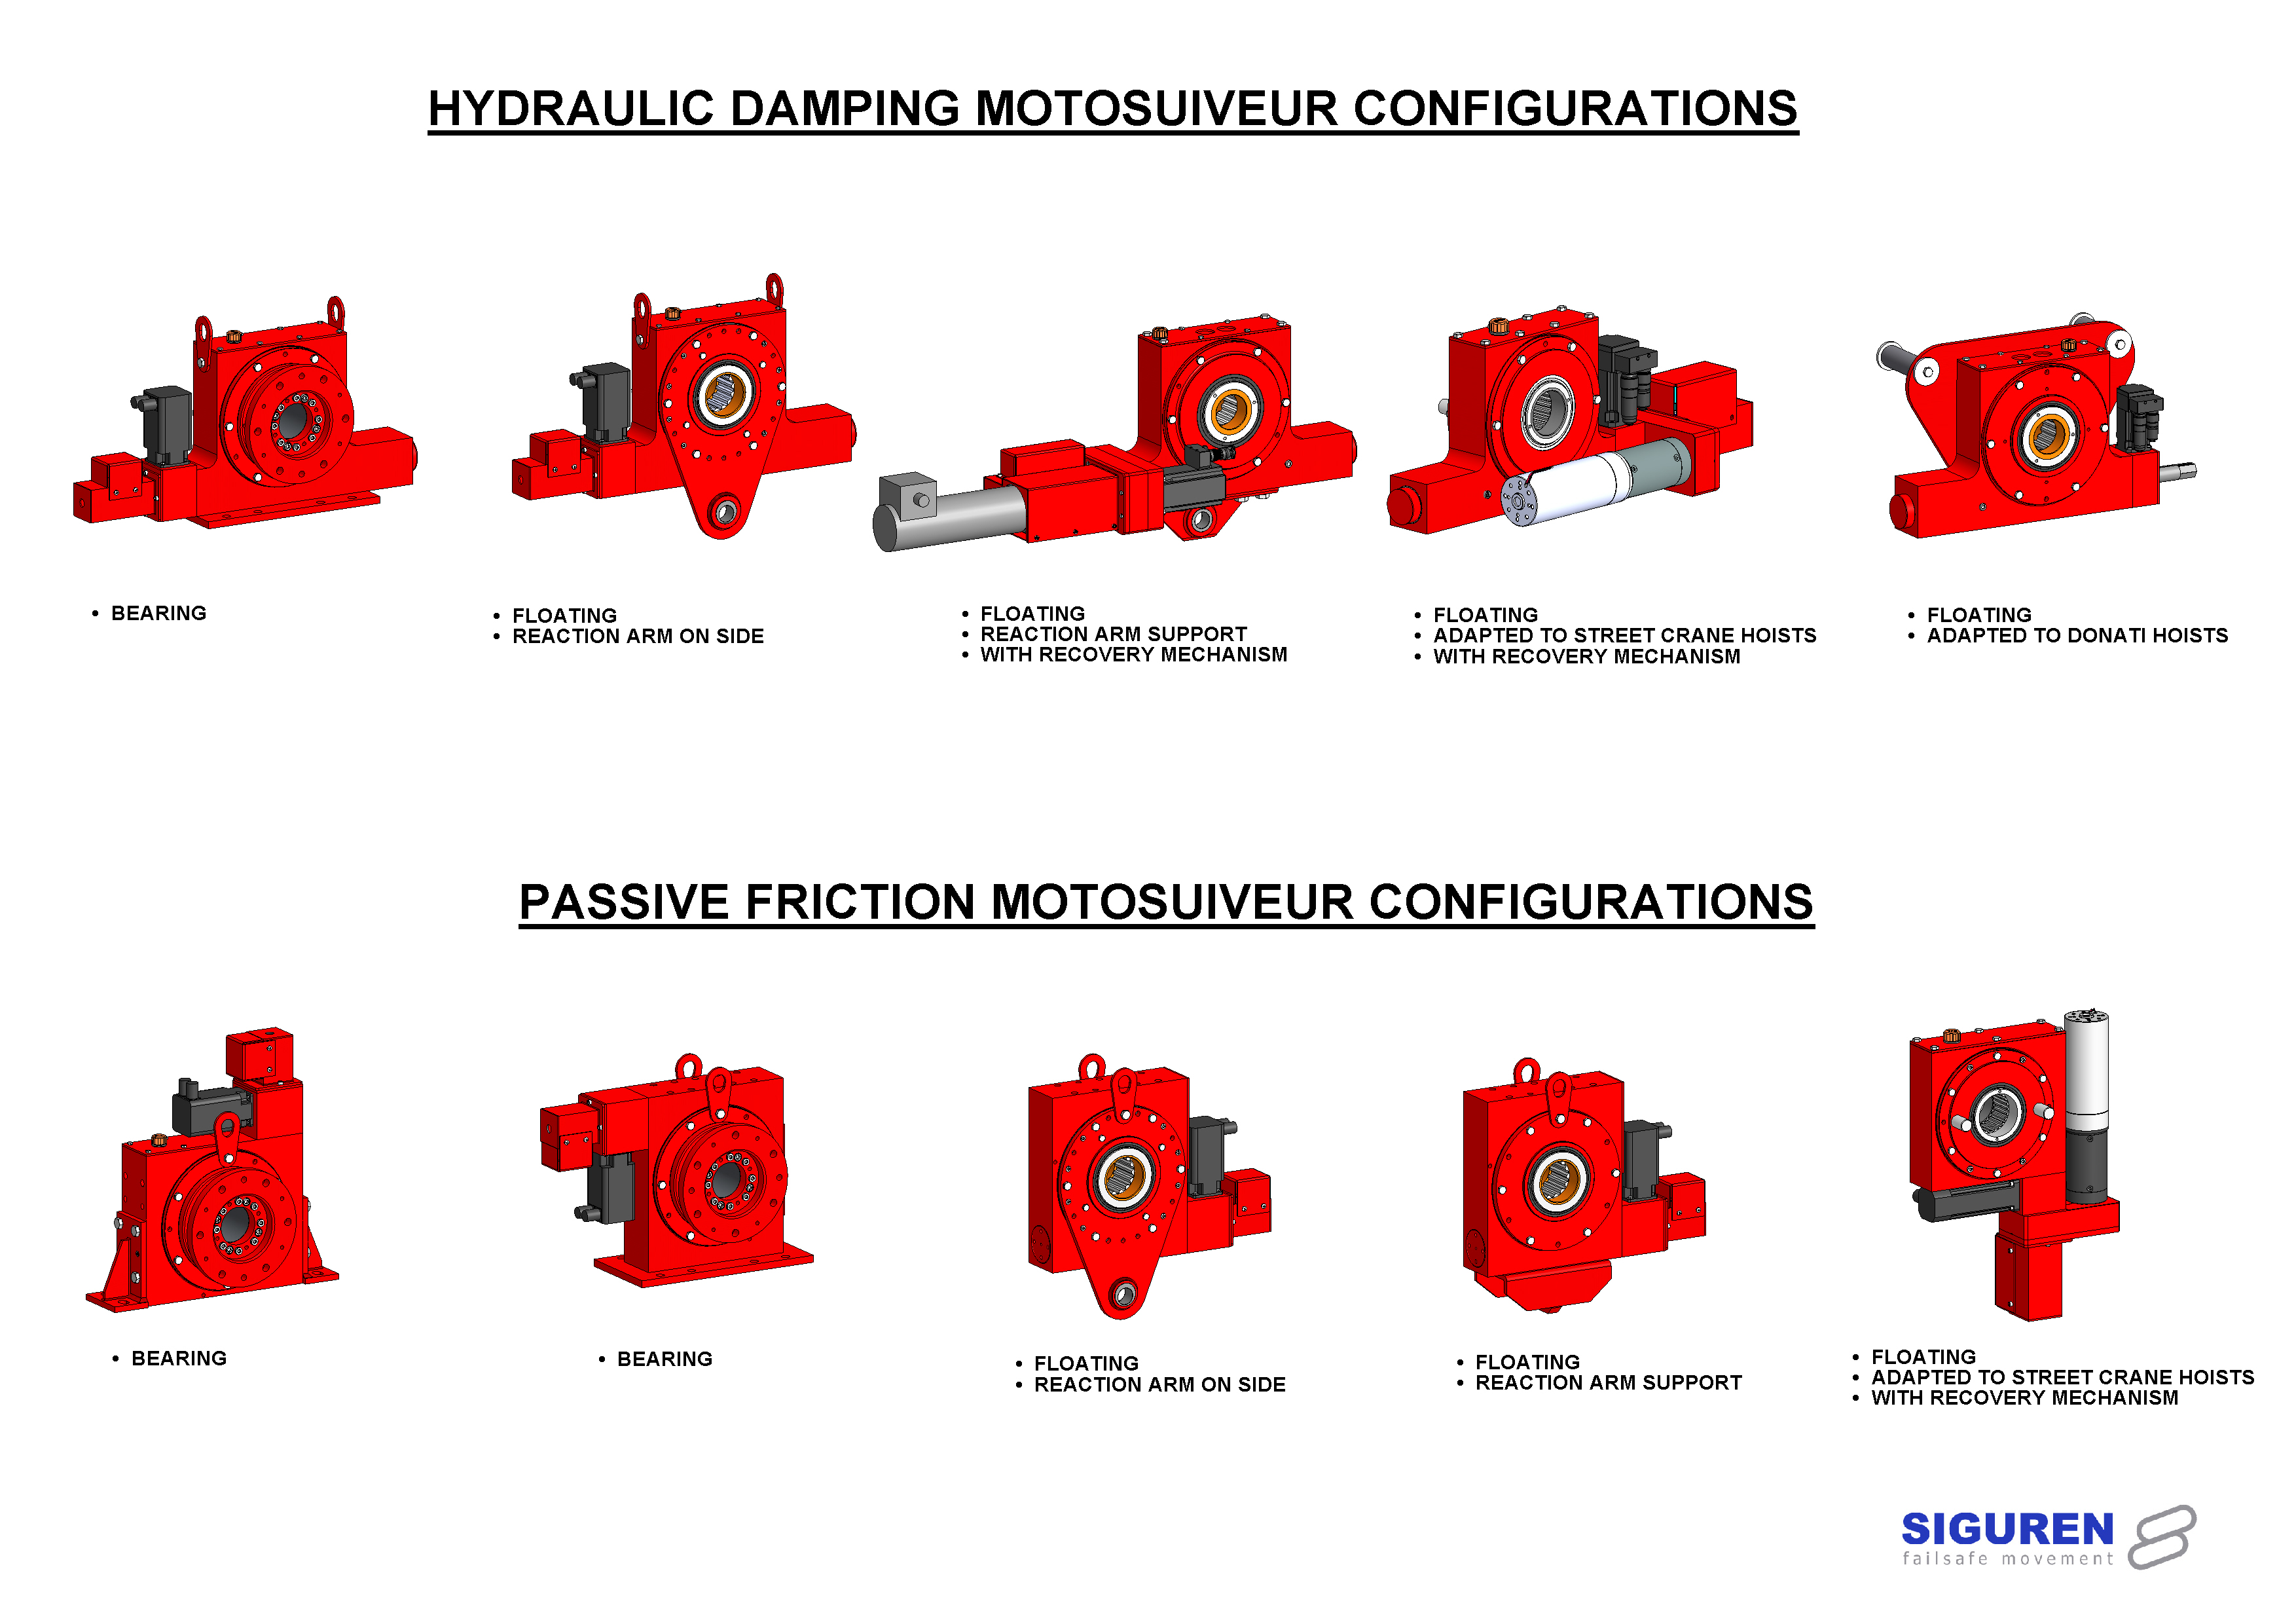 HYDRAULIC DAMPING MOTOSUIVEUR CONFIGURATIONS
• BEARING
• FLOATING
• REACTION ARM ON SIDE
• FLOATING
• REACTION ARM SUPPORT
• WITH RECOVERY MECHANISM
• FLOATING
• ADAPTED TO STREET CRANE HOISTS
• WITH RECOVERY MECHANISM
• FLOATING
• ADAPTED TO DONATI HOISTS
PASSIVE FRICTION MOTOSUIVEUR CONFIGURATIONS
• BEARING
• BEARING
• FLOATING
• REACTION ARM ON SIDE
• FLOATING
• REACTION ARM SUPPORT
• FLOATING
• ADAPTED TO STREET CRANE HOISTS
• WITH RECOVERY MECHANISM
SIGUREN
failsafe movement